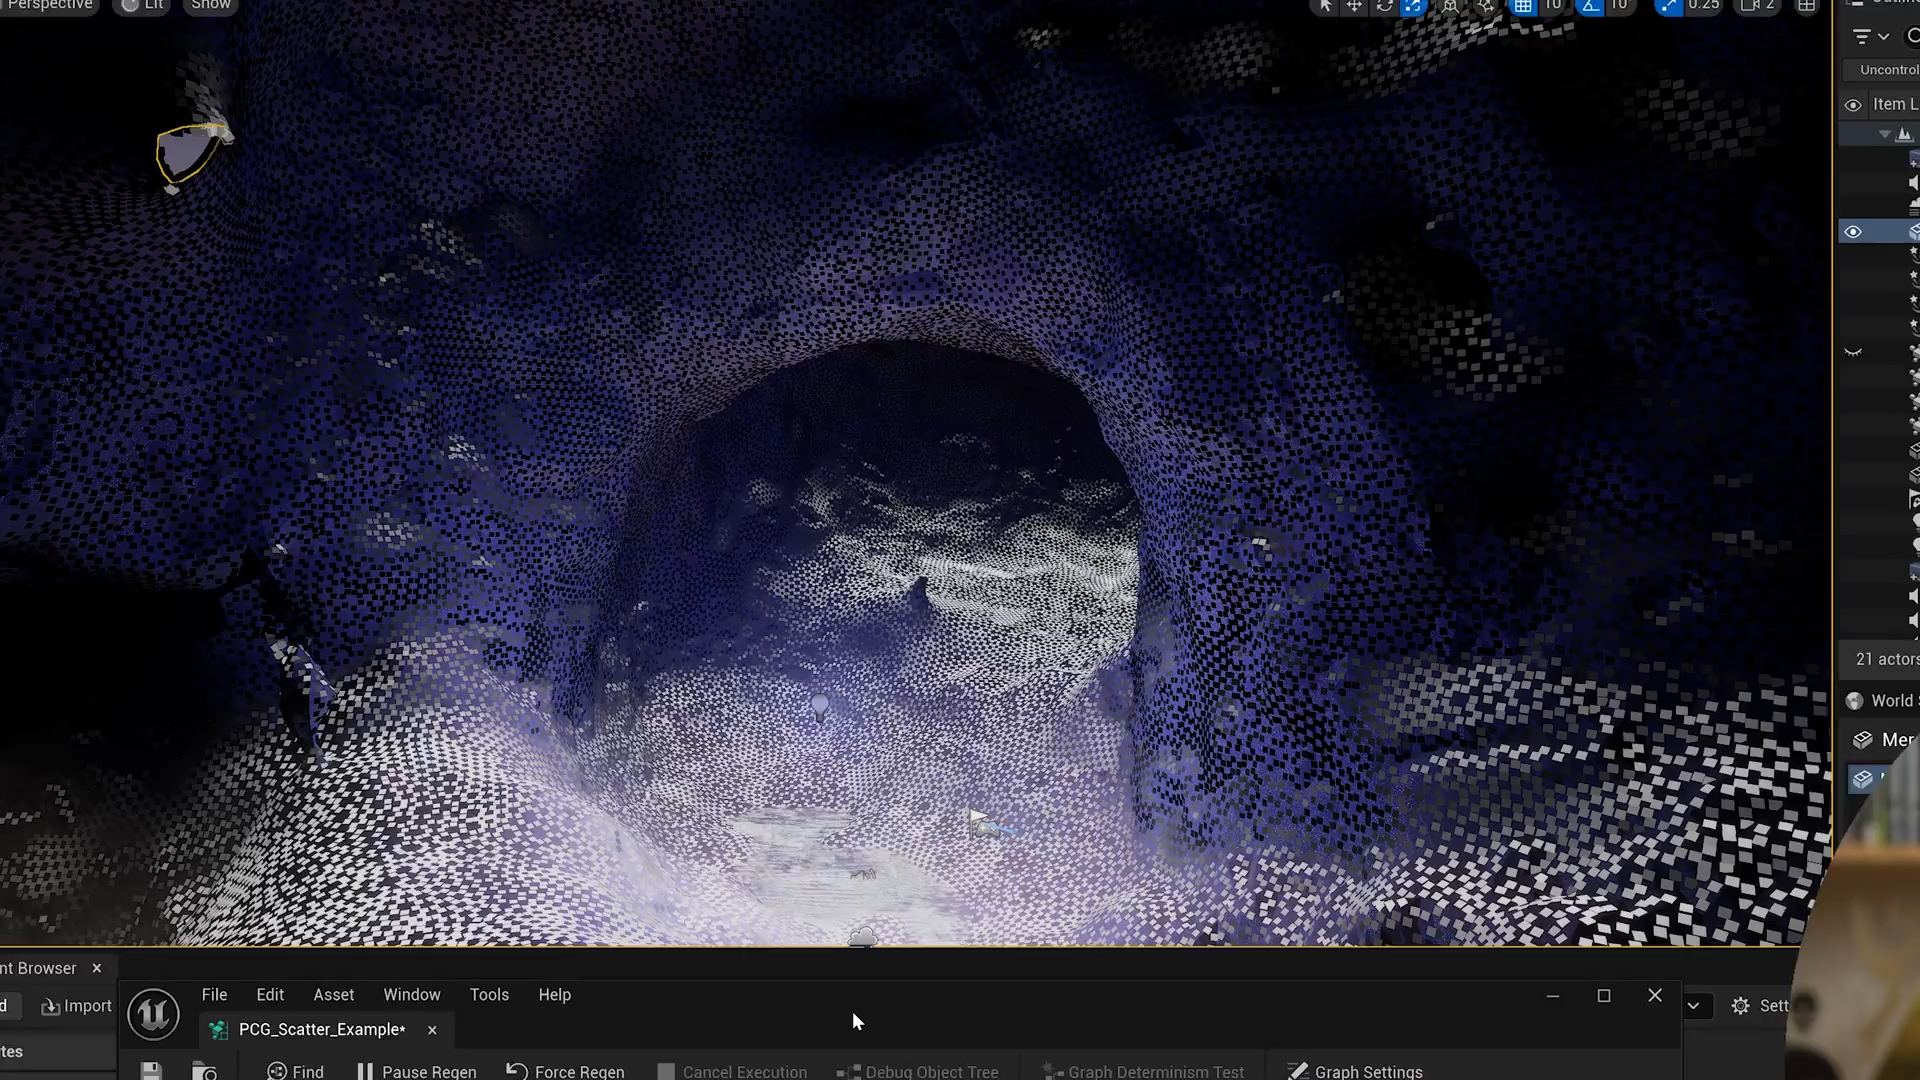 Perspective
Lit
Show
10
10°
0.25
2
Uncontrol
Item L
21 actors
World S
Mer
nt Browser
Import
File
Edit
Asset
Window
Tools
Help
Sett
PCG_Scatter_Example*
Find
Pause Regen
Force Regen
Cancel Execution
Debug Object Tree
Graph Determinism Test
Graph Settings